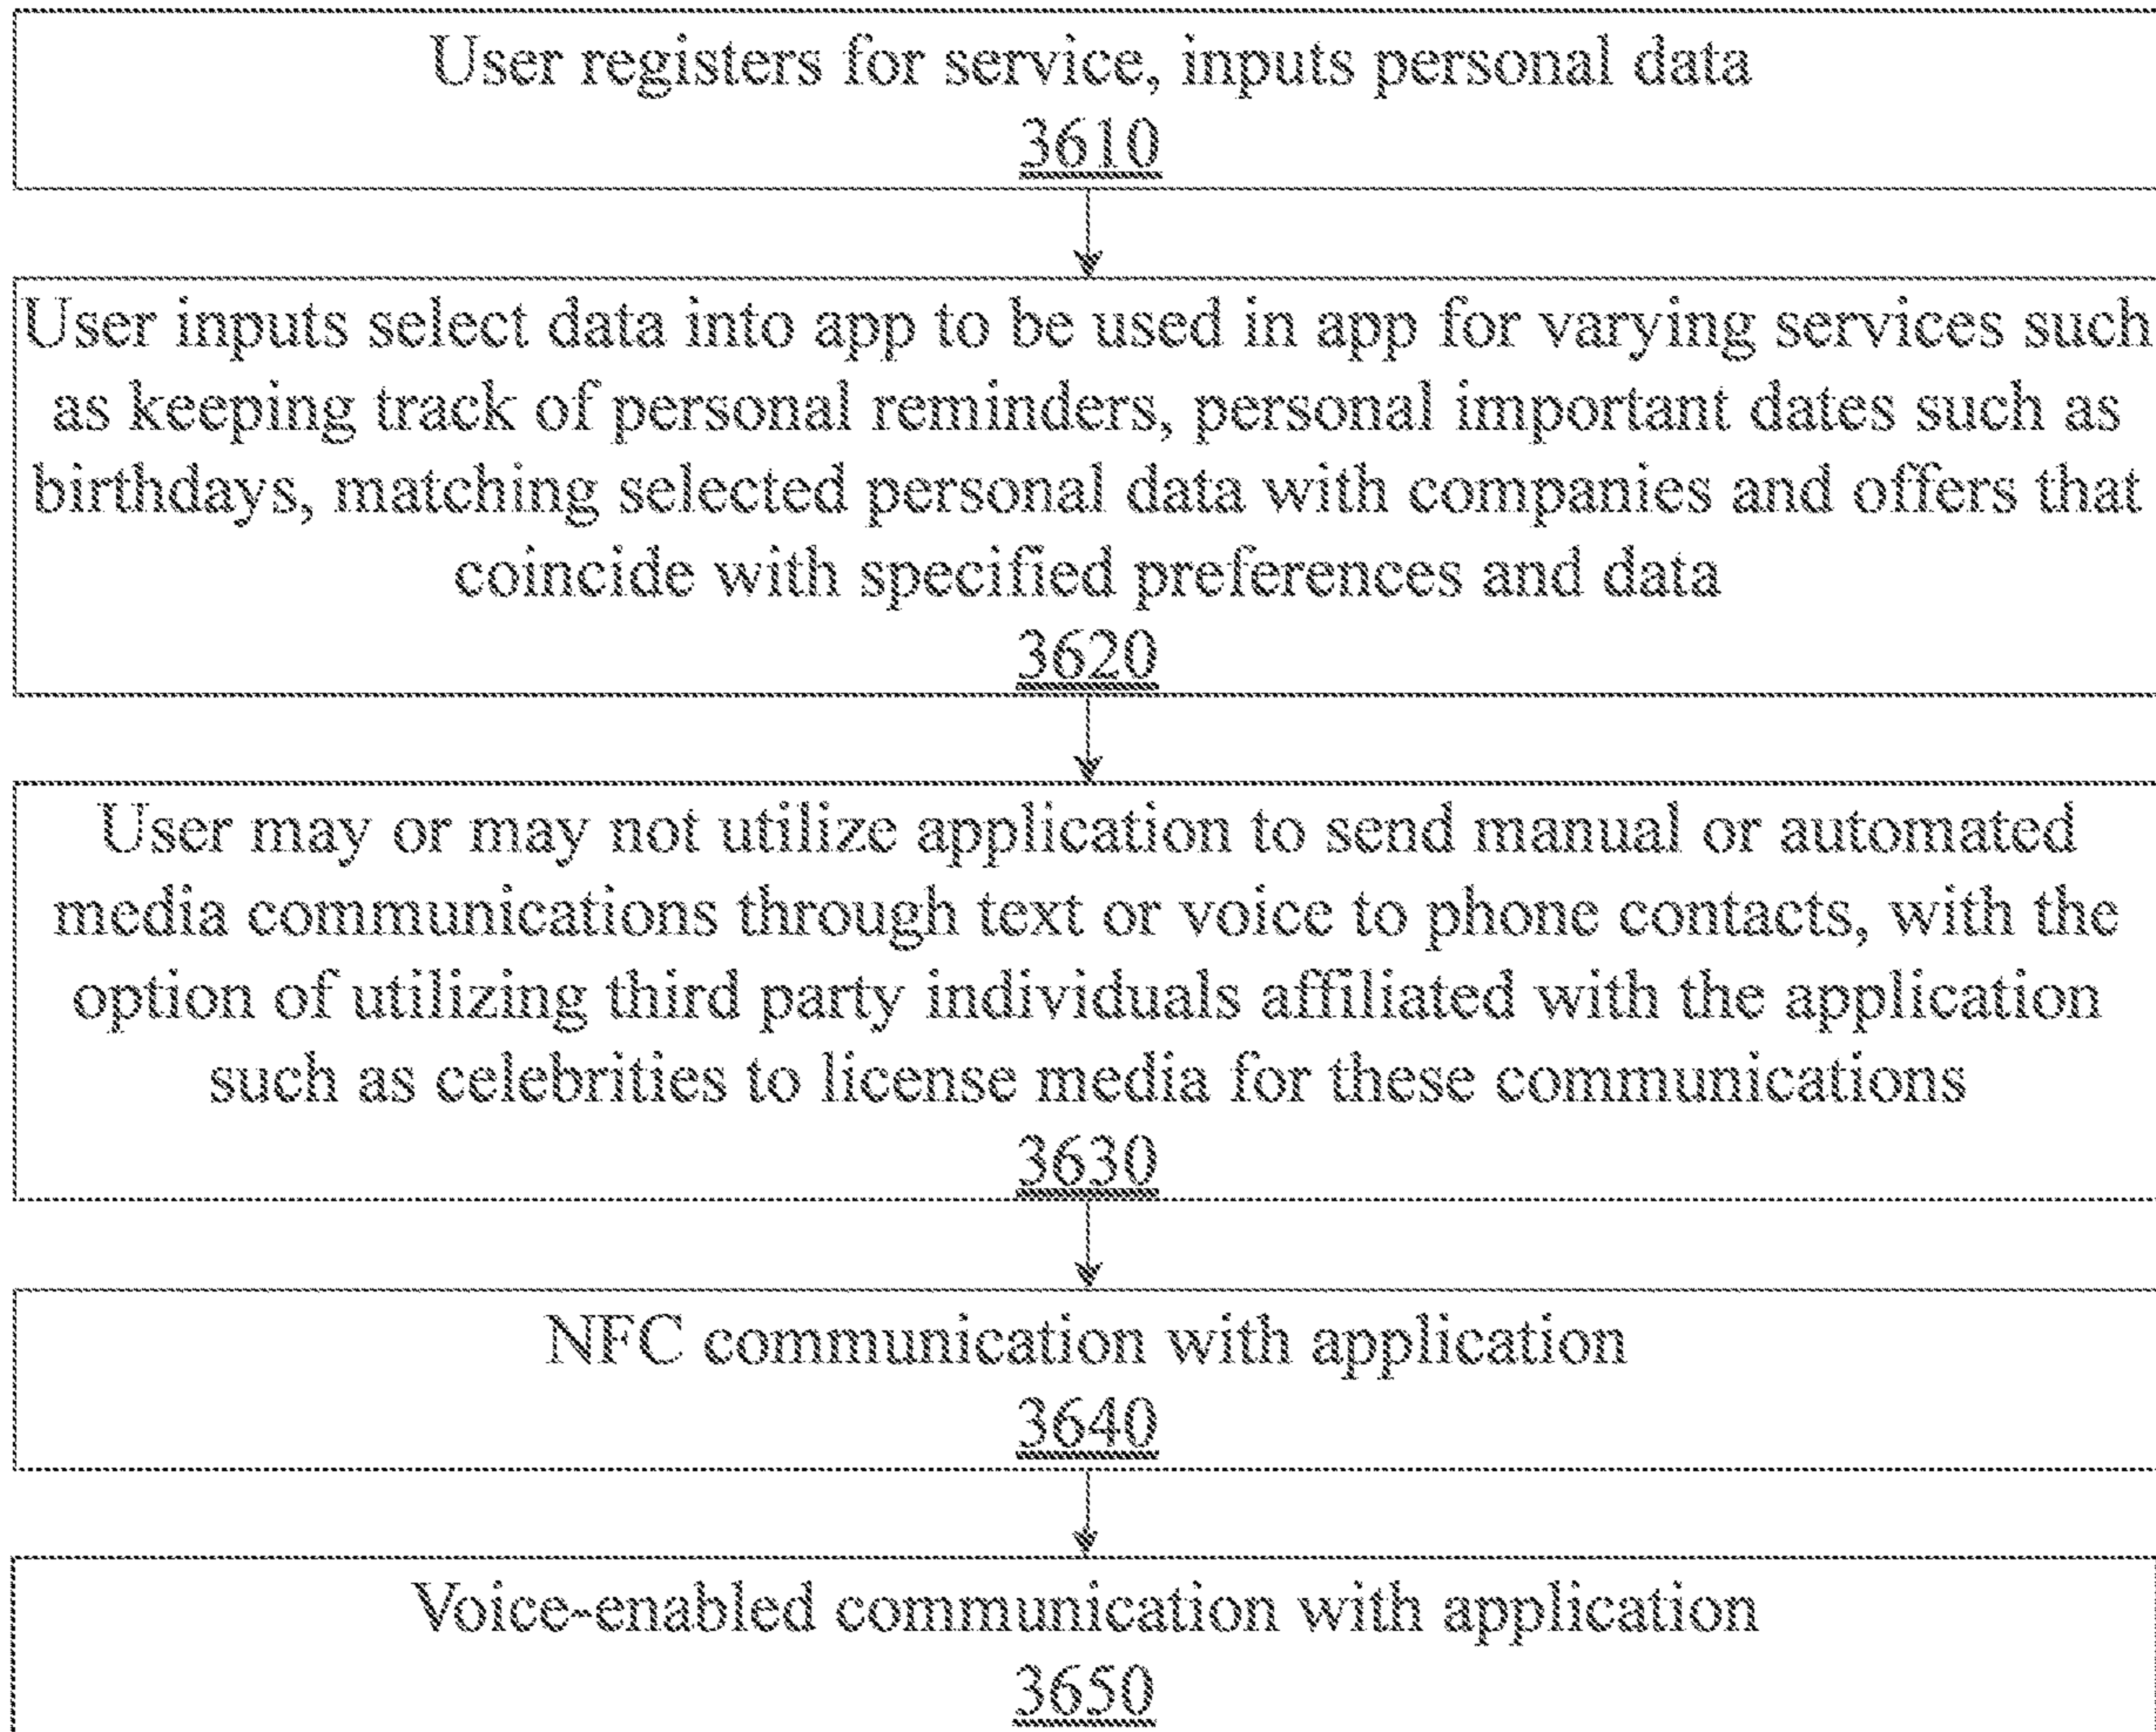 User registers for service, inputs personal data
3610
User inputs select data into app to be used in app for varying services such
as keeping track of personal reminders, personal important dates such as
birthdays, matching selected personal data with companies and offers that
coincide with specified preferences and data
3620
User may or may not utilize application to send manual or automated
media communications through text or voice to phone contacts, with the
option of utilizing third party individuals affiliated with the application
such as celebrities to license media for these communications
3630
NFC communication with application
3640
Voice-enabled communication with application
3650